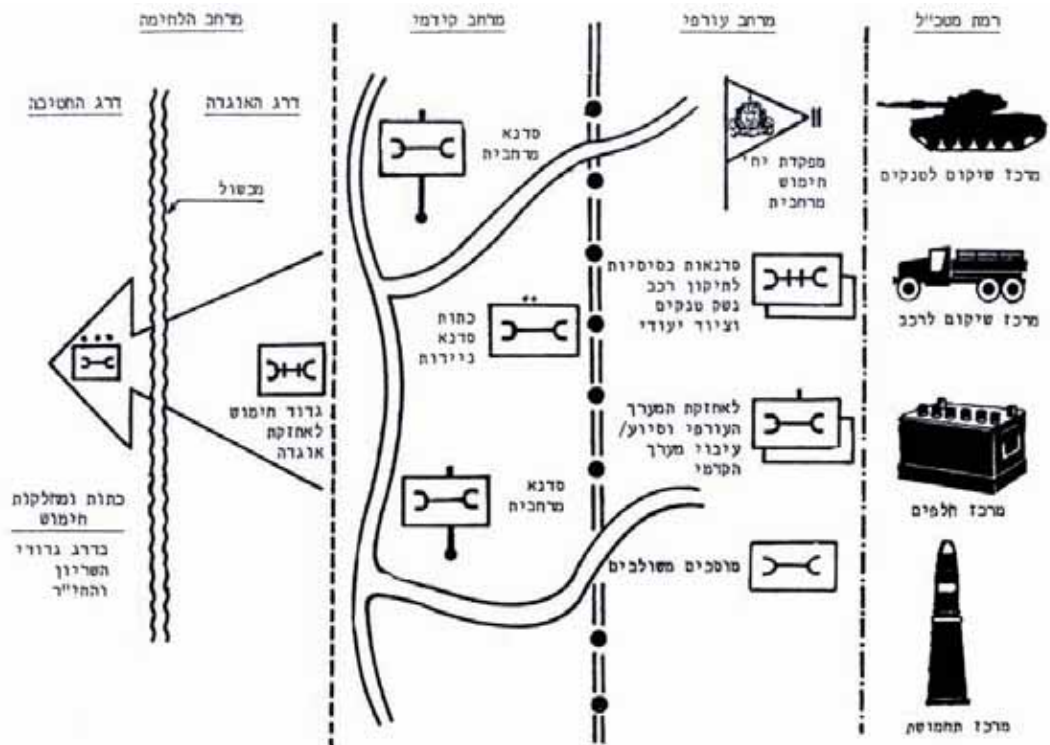 רמת מטכ"ל
מרחב עורפי
מרחב קידמי
מרחב הלחימה
דרג האוגדה
דרג החטיבה
מכשול
מרכז שיקום לטנקים
מרכז שיקום לרכב
מרכז חלפים
מרכז תחמושת
מפקדת יח'
חימוש
מרחבית
סדנאות בסיסיות
לתיקון רכב
נשק טנקים
וציוד יעודי
לאחזקת המערך
העורפי וסיוע/
עיבוי מערך
הקדמי
מוסכים משולבים
סדנא
מרחבית
כתות
סדנא
ניידות
סדנא
מרחבית
גדוד חימוש
לאחזקת
אוגדה
כתות ומחלקות
חימוש
בדרג גדודי
השריון
והחי"ר